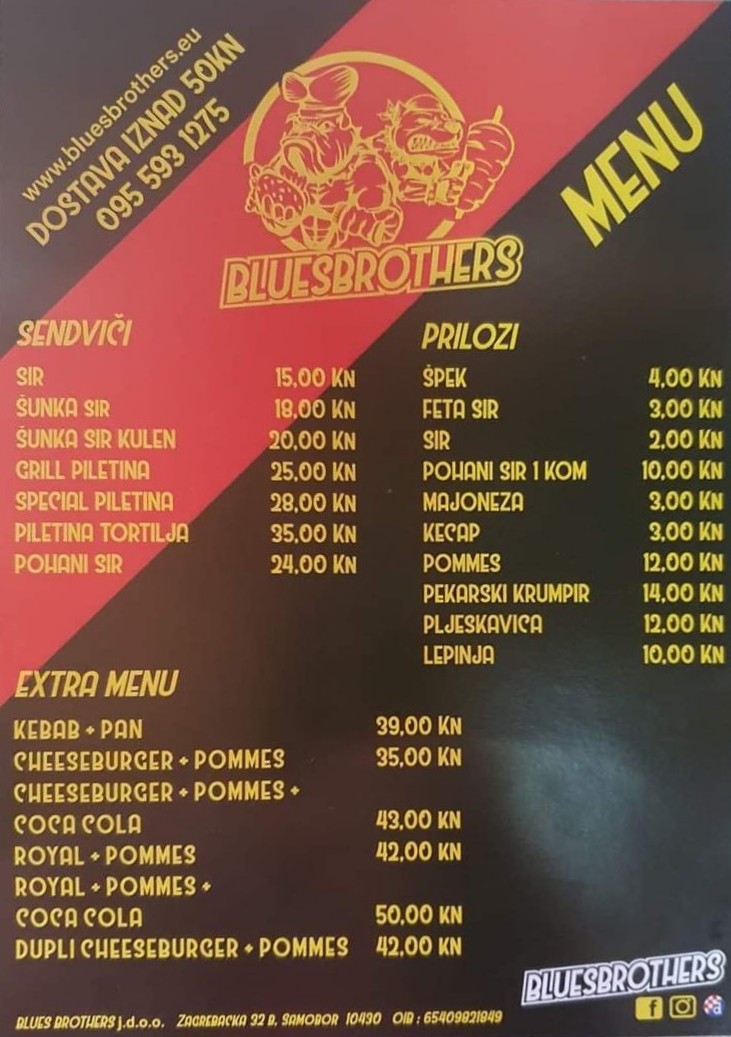 www.bluesbrothers.eu
DOSTAVA IZNAD 50KN
095 593 1275
MENU
BLUESBROTHERS
SENDVIČI
SIR 15,00 KN
ŠUNKA SIR 18,00 KN
ŠUNKA SIR KULEN 20,00 KN
GRILL PILETINA 25,00 KN
SPECIAL PILETINA 28,00 KN
PILETINA TORTILJA 35,00 KN
POHANI SIR 24,00 KN
PRILOZI
ŠPEK 4,00 KN
FETA SIR 3,00 KN
SIR 2,00 KN
POHANI SIR 1 KOM 10,00 KN
MAJONEZA 3,00 KN
KECAP 3,00 KN
POMMES 12,00 KN
PEKARSKI KRUMPIR 14,00 KN
PLJESKAVICA 12,00 KN
LEPINJA 10,00 KN
EXTRA MENU
KEBAB + PAN 39,00 KN
CHEESEBURGER + POMMES 35,00 KN
CHEESEBURGER + POMMES +
COCA COLA 43,00 KN
ROYAL + POMMES 42,00 KN
ROYAL + POMMES +
COCA COLA 50,00 KN
DUPLI CHEESEBURGER + POMMES 42,00 KN
BLUESBROTHERS
BLUES BROTHERS j.d.o.o. ZAGREBACKA 32 B, SAMOBOR 10430 OIB : 65409821849